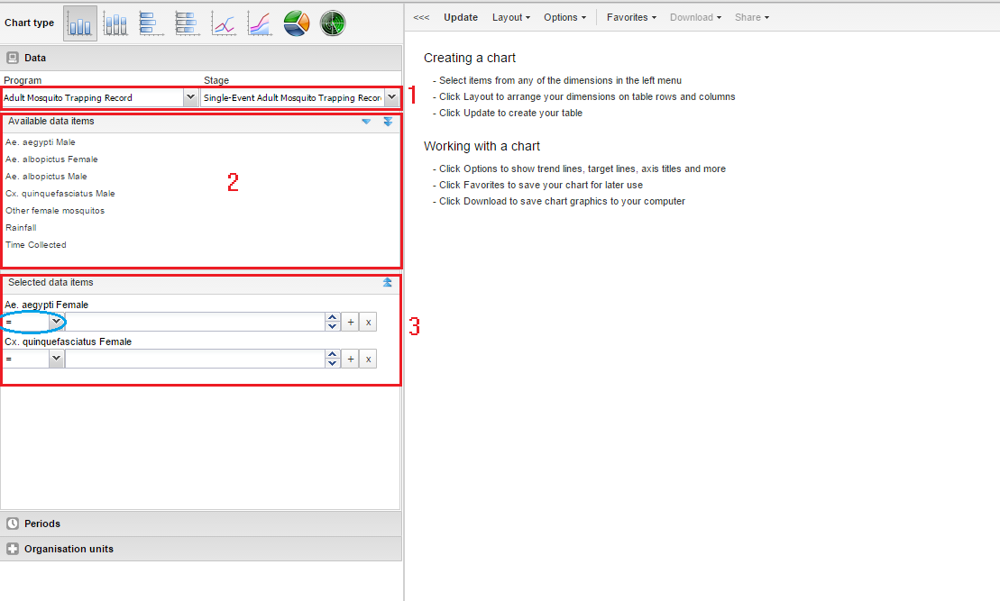 Chart type
<<< Update Layout Options Favorites Download Share
Data
Program Stage
Adult Mosquito Trapping Record Single-Event Adult Mosquito Trapping Recor
1
Available data items
Ae. aegypti Male
Ae. albopictus Female
Ae. albopictus Male
Cx. quinquefasciatus Male
Other female mosquitos
Rainfall
Time Collected
2
Selected data items
Ae. aegypti Female
= + x
Cx. quinquefasciatus Female
= + x
3
Periods
Organisation units
Creating a chart
- Select items from any of the dimensions in the left menu
- Click Layout to arrange your dimensions on table rows and columns
- Click Update to create your table
Working with a chart
- Click Options to show trend lines, target lines, axis titles and more
- Click Favorites to save your chart for later use
- Click Download to save chart graphics to your computer